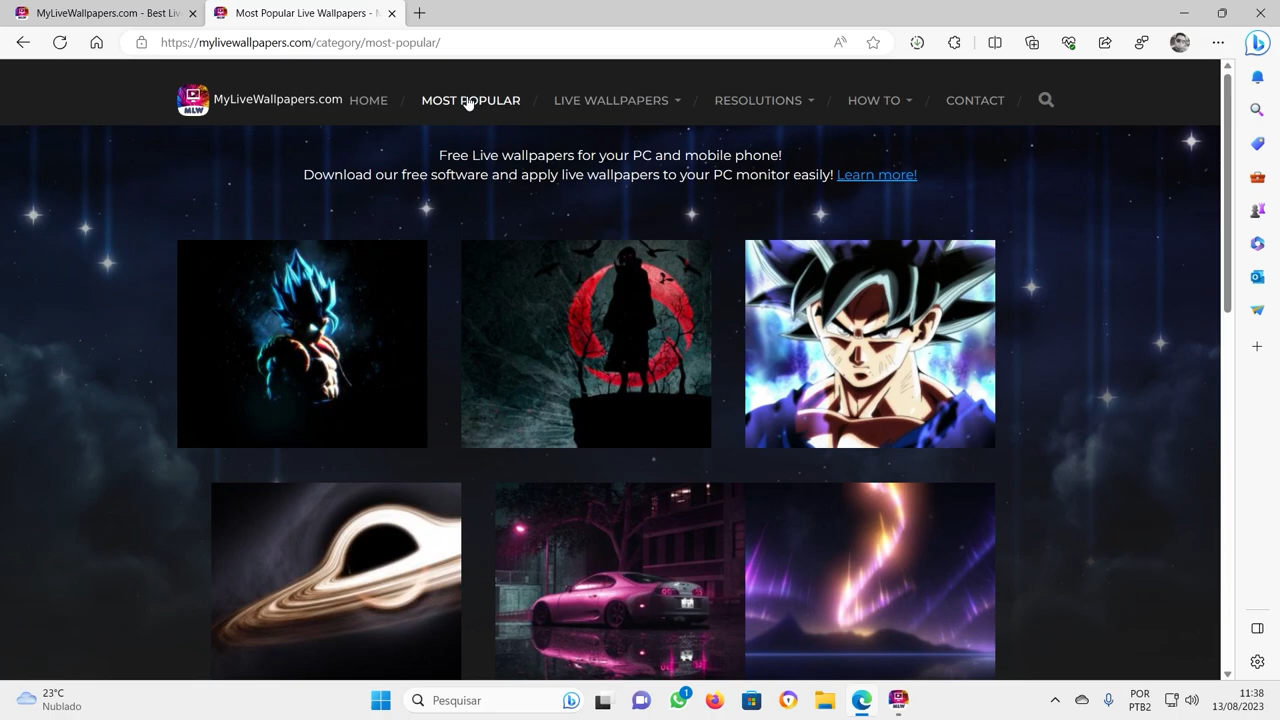 MyLiveWallpapers.com - Best Liv
Most Popular Live Wallpapers -
https://mylivewallpapers.com/category/most-popular/
MLW
MyLiveWallpapers.com
HOME / MOST POPULAR / LIVE WALLPAPERS / RESOLUTIONS / HOW TO / CONTACT /
Free Live wallpapers for your PC and mobile phone!
Download our free software and apply live wallpapers to your PC monitor easily! Learn more!
23°C
Nublado
Pesquisar
1
POR
PTB2
11:38
13/08/2023